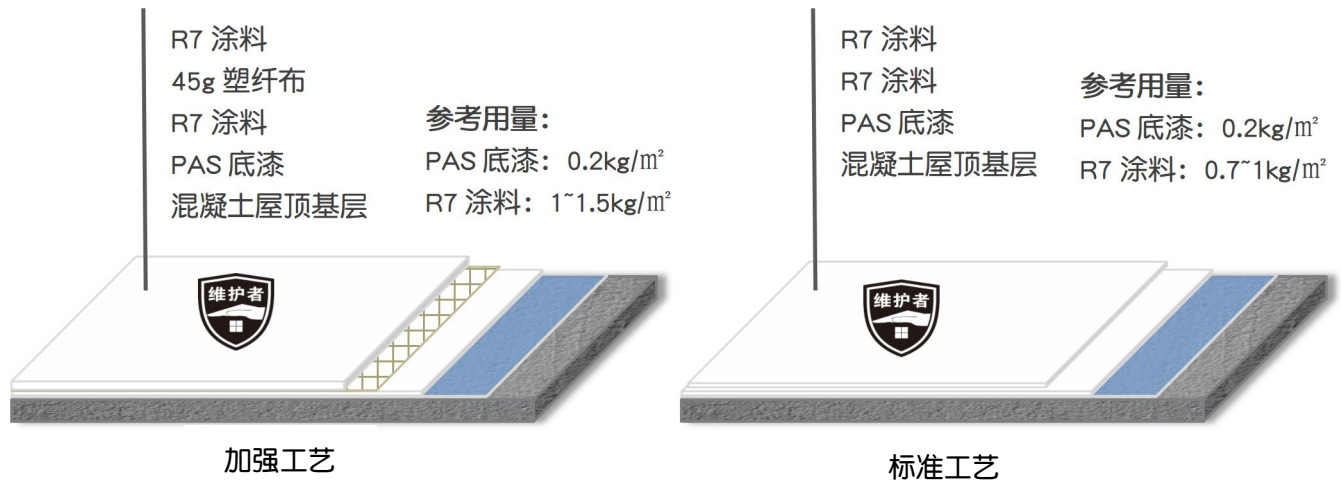 R7 涂料
45g 塑纤布
R7 涂料
PAS 底漆
混凝土屋顶基层
参考用量：
PAS 底漆：0.2kg/㎡
R7 涂料：1~1.5kg/㎡
维护者
加强工艺
R7 涂料
R7 涂料
PAS 底漆
混凝土屋顶基层
参考用量：
PAS 底漆：0.2kg/㎡
R7 涂料：0.7~1kg/㎡
维护者
标准工艺